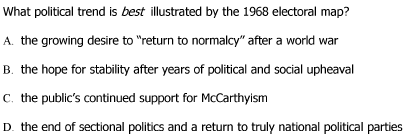 What political trend is best illustrated by the 1968 electoral map?
A. the growing desire to “return to normalcy” after a world war
B. the hope for stability after years of political and social upheaval
C. the public's continued support for McCarthyism
D. the end of sectional politics and a return to truly national political parties